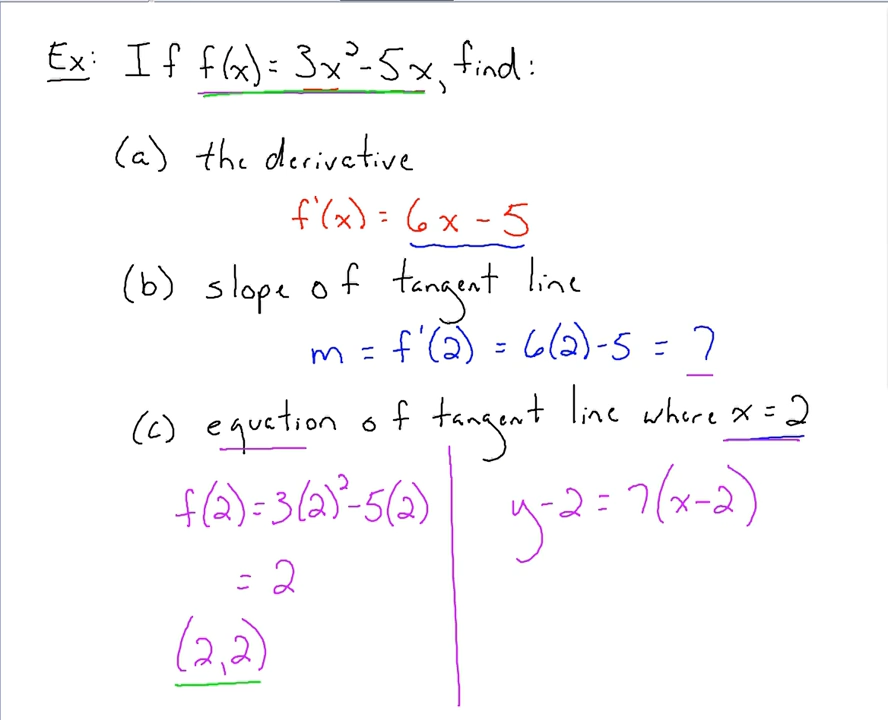 Ex: If f(x) = 3x² - 5x, find:
(a) the derivative
f'(x) = 6x - 5
(b) slope of tangent line
m = f'(2) = 6(2) - 5 = 7
(c) equation of tangent line where x = 2
f(2) = 3(2)² - 5(2)
= 2
(2,2)
y - 2 = 7(x - 2)